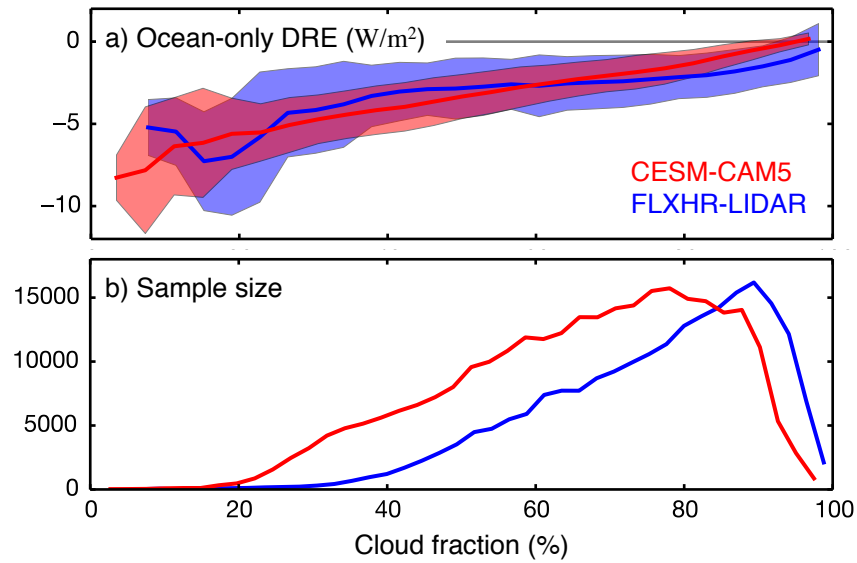 a) Ocean-only DRE (W/m²)
0
−5
−10
CESM-CAM5
FLXHR-LIDAR
b) Sample size
15000
10000
5000
0
0 20 40 60 80 100
Cloud fraction (%)